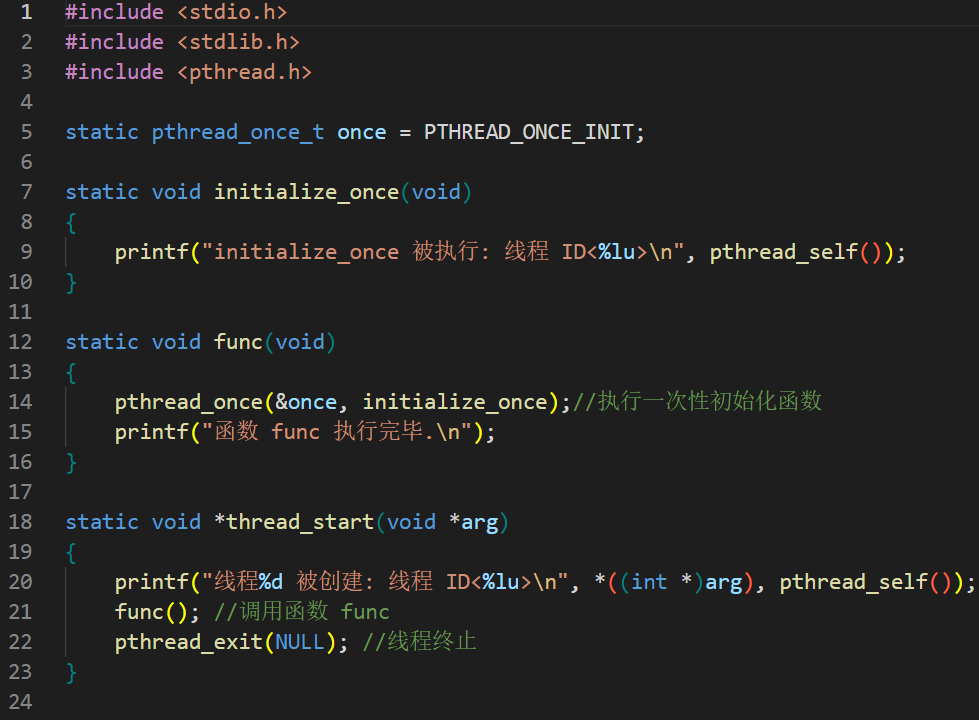 1 #include <stdio.h>
2 #include <stdlib.h>
3 #include <pthread.h>
4
5 static pthread_once_t once = PTHREAD_ONCE_INIT;
6
7 static void initialize_once(void)
8 {
9     printf("initialize_once 被执行: 线程 ID<%lu>\n", pthread_self());
10 }
11
12 static void func(void)
13 {
14     pthread_once(&once, initialize_once);//执行一次性初始化函数
15     printf("函数 func 执行完毕.\n");
16 }
17
18 static void *thread_start(void *arg)
19 {
20     printf("线程%d 被创建: 线程 ID<%lu>\n", *((int *)arg), pthread_self());
21     func(); //调用函数 func
22     pthread_exit(NULL); //线程终止
23 }
24